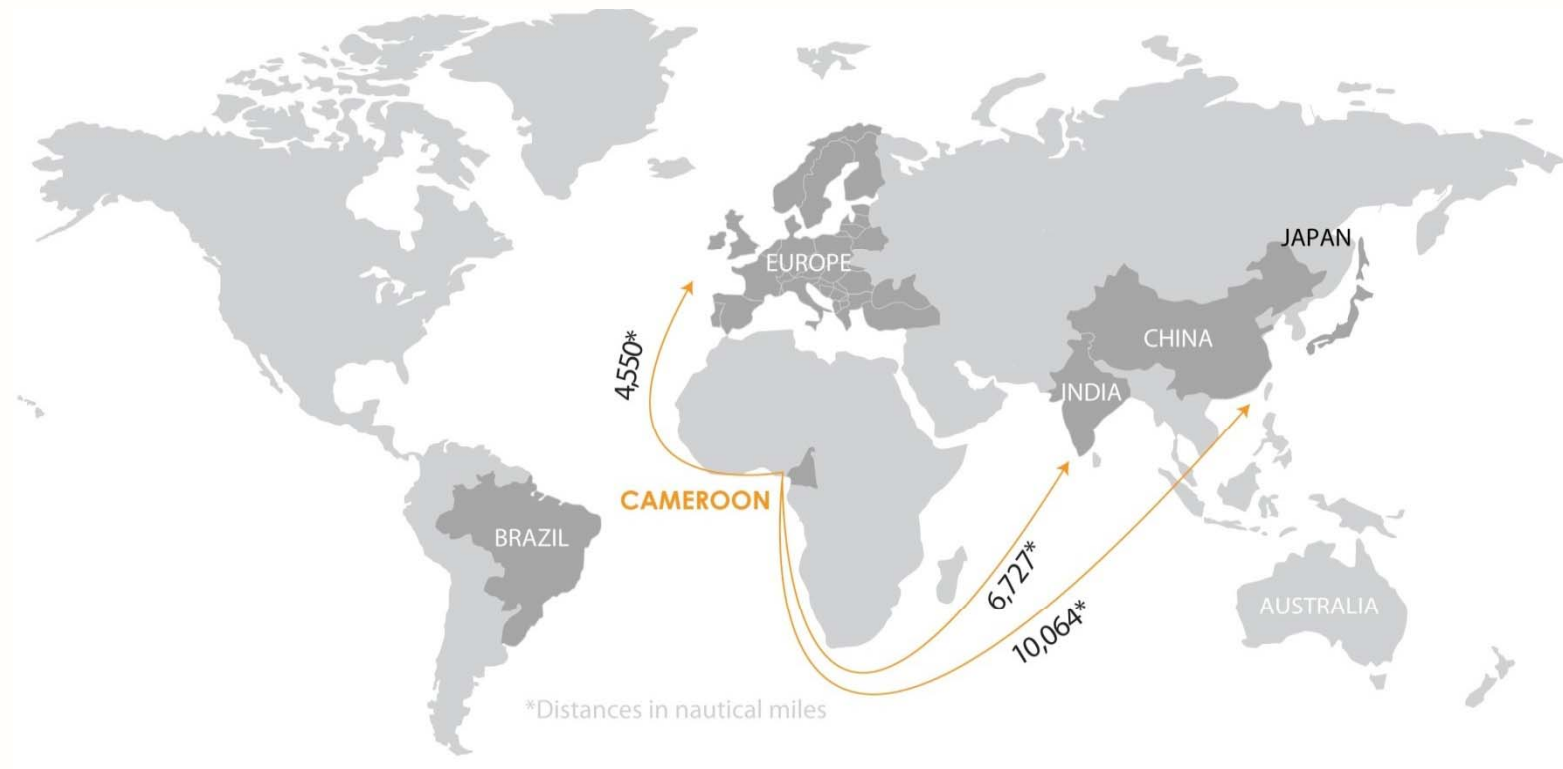 JAPAN
EUROPE
CHINA
4,550*
INDIA
CAMEROON
BRAZIL
6,727*
10,064*
AUSTRALIA
*Distances in nautical miles